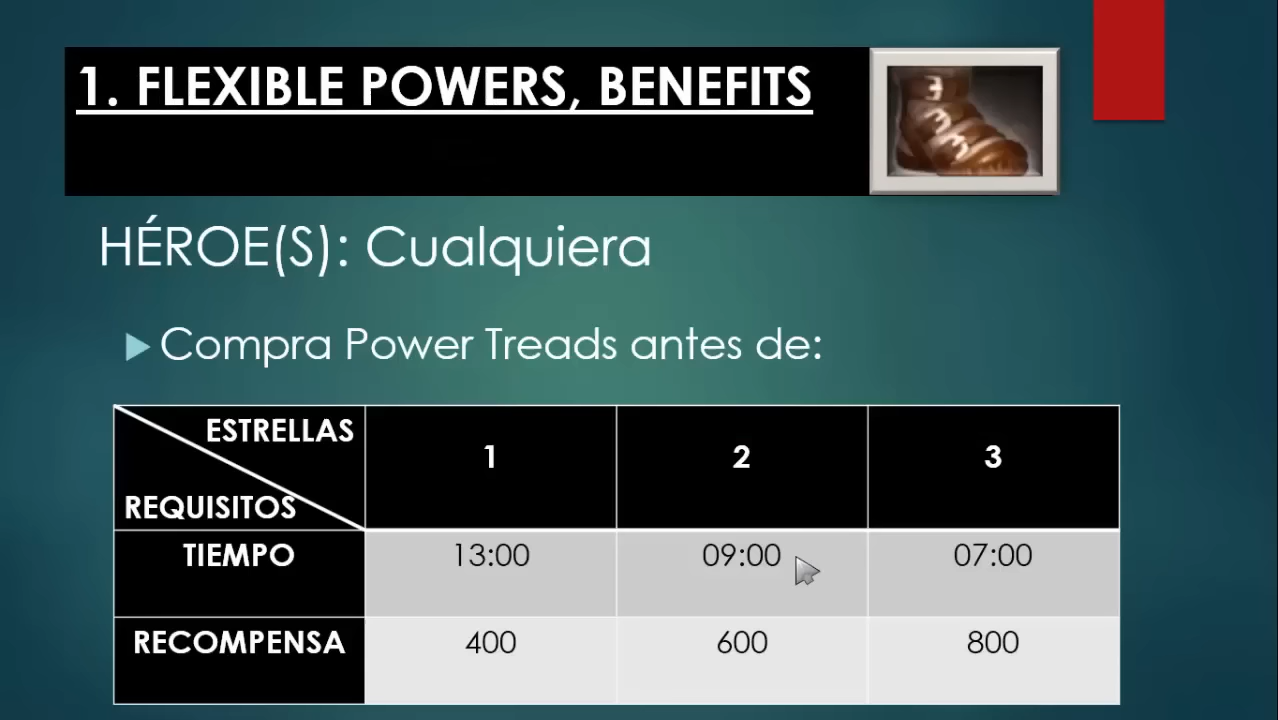 1. FLEXIBLE POWERS, BENEFITS
HÉROE(S): Cualquiera
Compra Power Treads antes de:
ESTRELLAS 1 2 3
REQUISITOS
TIEMPO 13:00 09:00 07:00
RECOMPENSA 400 600 800